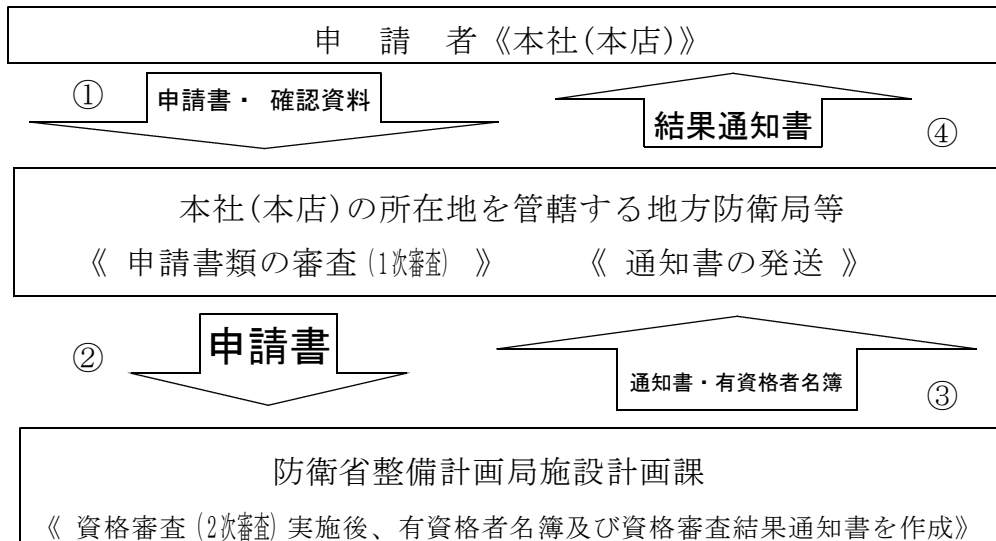 申　請　者《本社(本店)》
① 申請書・ 確認資料
結果通知書 ④
本社(本店)の所在地を管轄する地方防衛局等
《 申請書類の審査(1次審査) 》　　《 通知書の発送 》
② 申請書
通知書・有資格者名簿 ③
防衛省整備計画局施設計画課
《 資格審査(2次審査)実施後、有資格者名簿及び資格審査結果通知書を作成》